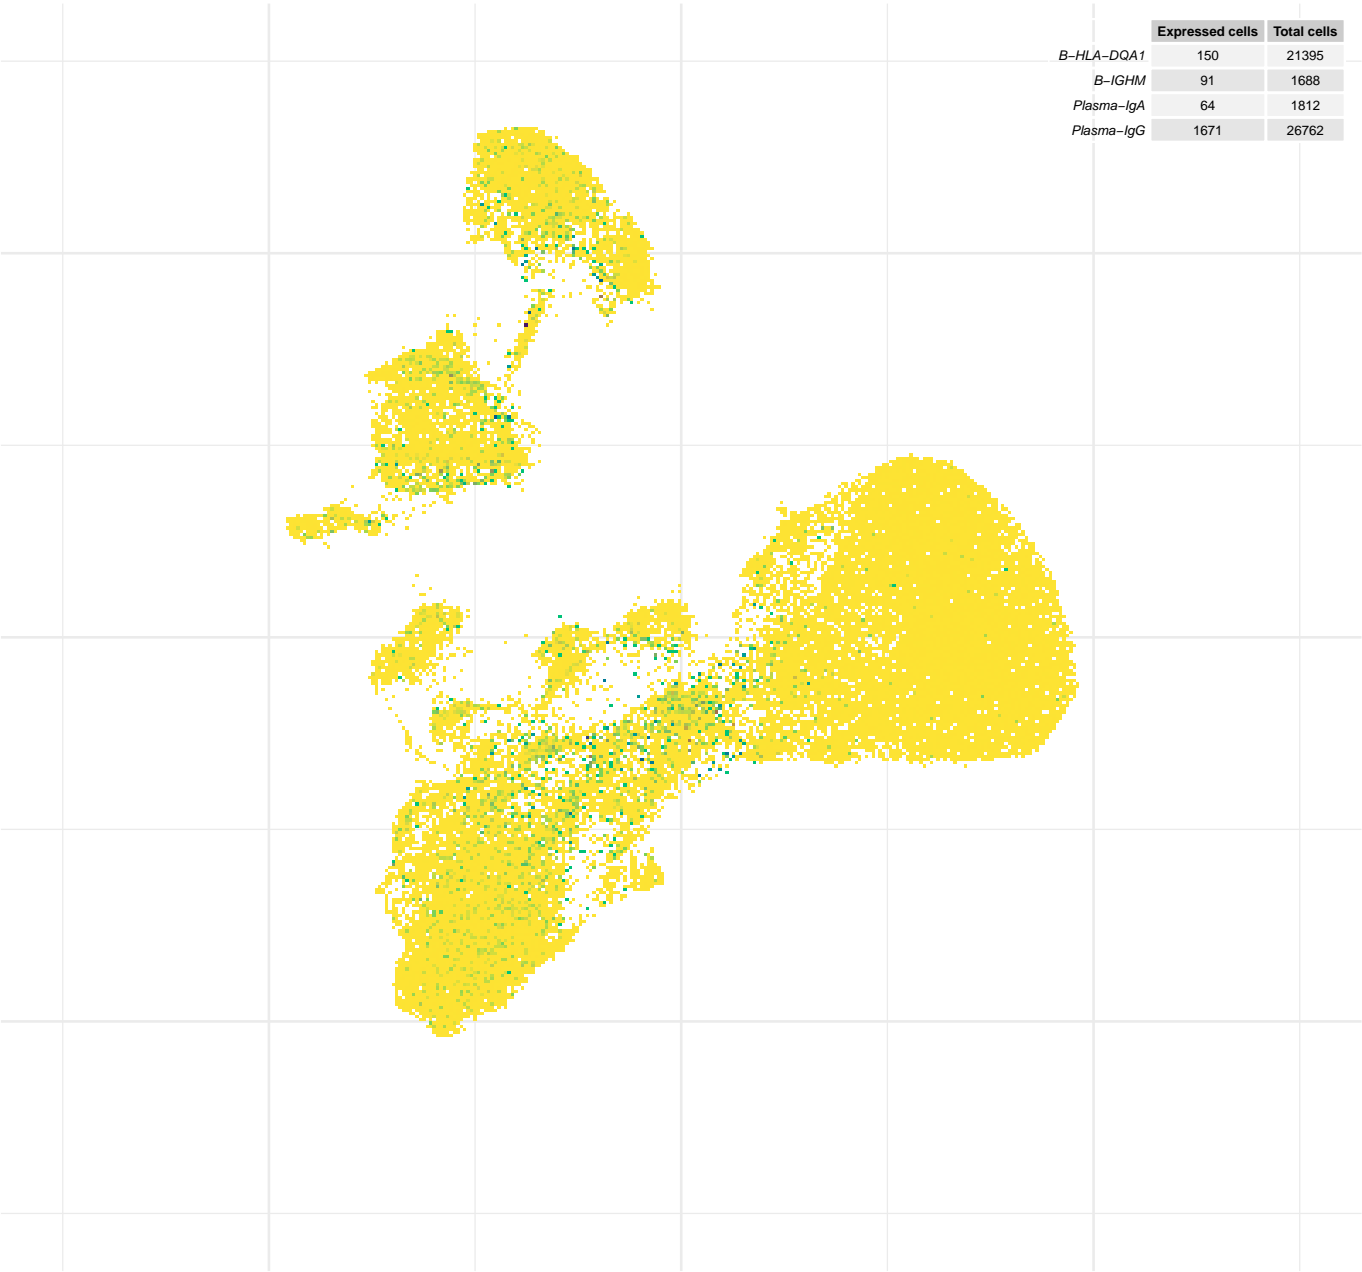 Expressed cells Total cells
B−HLA−DQA1 150 21395
B−IGHM 91 1688
Plasma−IgA 64 1812
Plasma−IgG 1671 26762